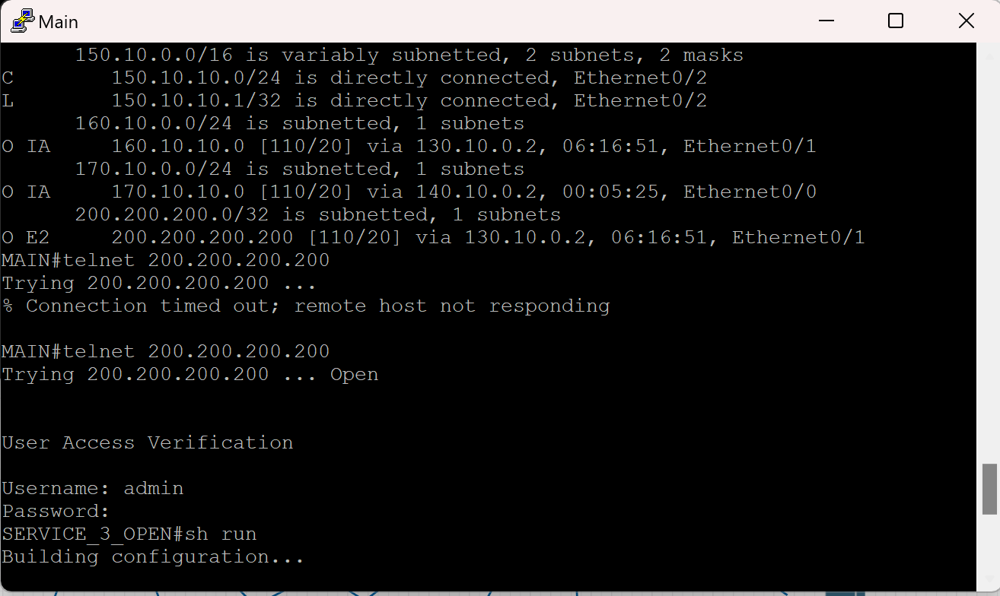 Main
150.10.0.0/16 is variably subnetted, 2 subnets, 2 masks
C        150.10.10.0/24 is directly connected, Ethernet0/2
L        150.10.10.1/32 is directly connected, Ethernet0/2
160.10.0.0/24 is subnetted, 1 subnets
O IA     160.10.10.0 [110/20] via 130.10.0.2, 06:16:51, Ethernet0/1
170.10.0.0/24 is subnetted, 1 subnets
O IA     170.10.10.0 [110/20] via 140.10.0.2, 00:05:25, Ethernet0/0
200.200.200.0/32 is subnetted, 1 subnets
O E2     200.200.200.200 [110/20] via 130.10.0.2, 06:16:51, Ethernet0/1
MAIN#telnet 200.200.200.200
Trying 200.200.200.200 ...
% Connection timed out; remote host not responding
MAIN#telnet 200.200.200.200
Trying 200.200.200.200 ... Open
User Access Verification
Username: admin
Password:
SERVICE_3_OPEN#sh run
Building configuration...